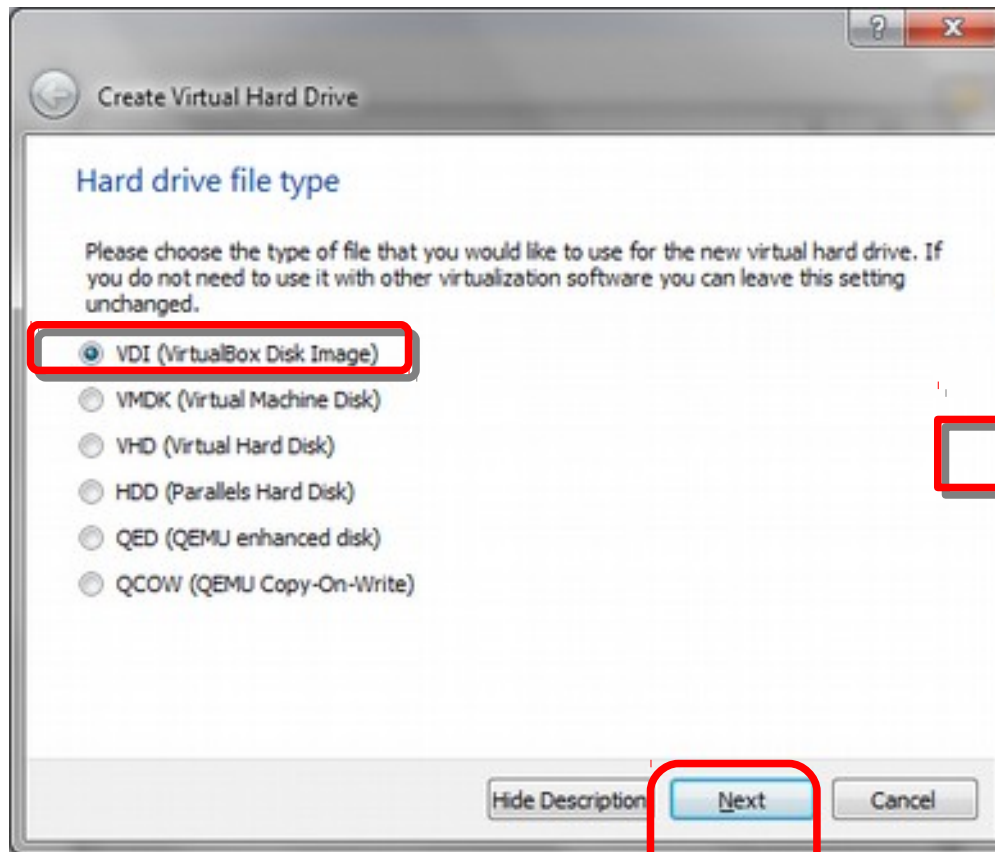 ?
x
Create Virtual Hard Drive
Hard drive file type
Please choose the type of file that you would like to use for the new virtual hard drive. If
you do not need to use it with other virtualization software you can leave this setting
unchanged.
VDI (VirtualBox Disk Image)
VMDK (Virtual Machine Disk)
VHD (Virtual Hard Disk)
HDD (Parallels Hard Disk)
QED (QEMU enhanced disk)
QCOW (QEMU Copy-On-Write)
Hide Description
Next
Cancel